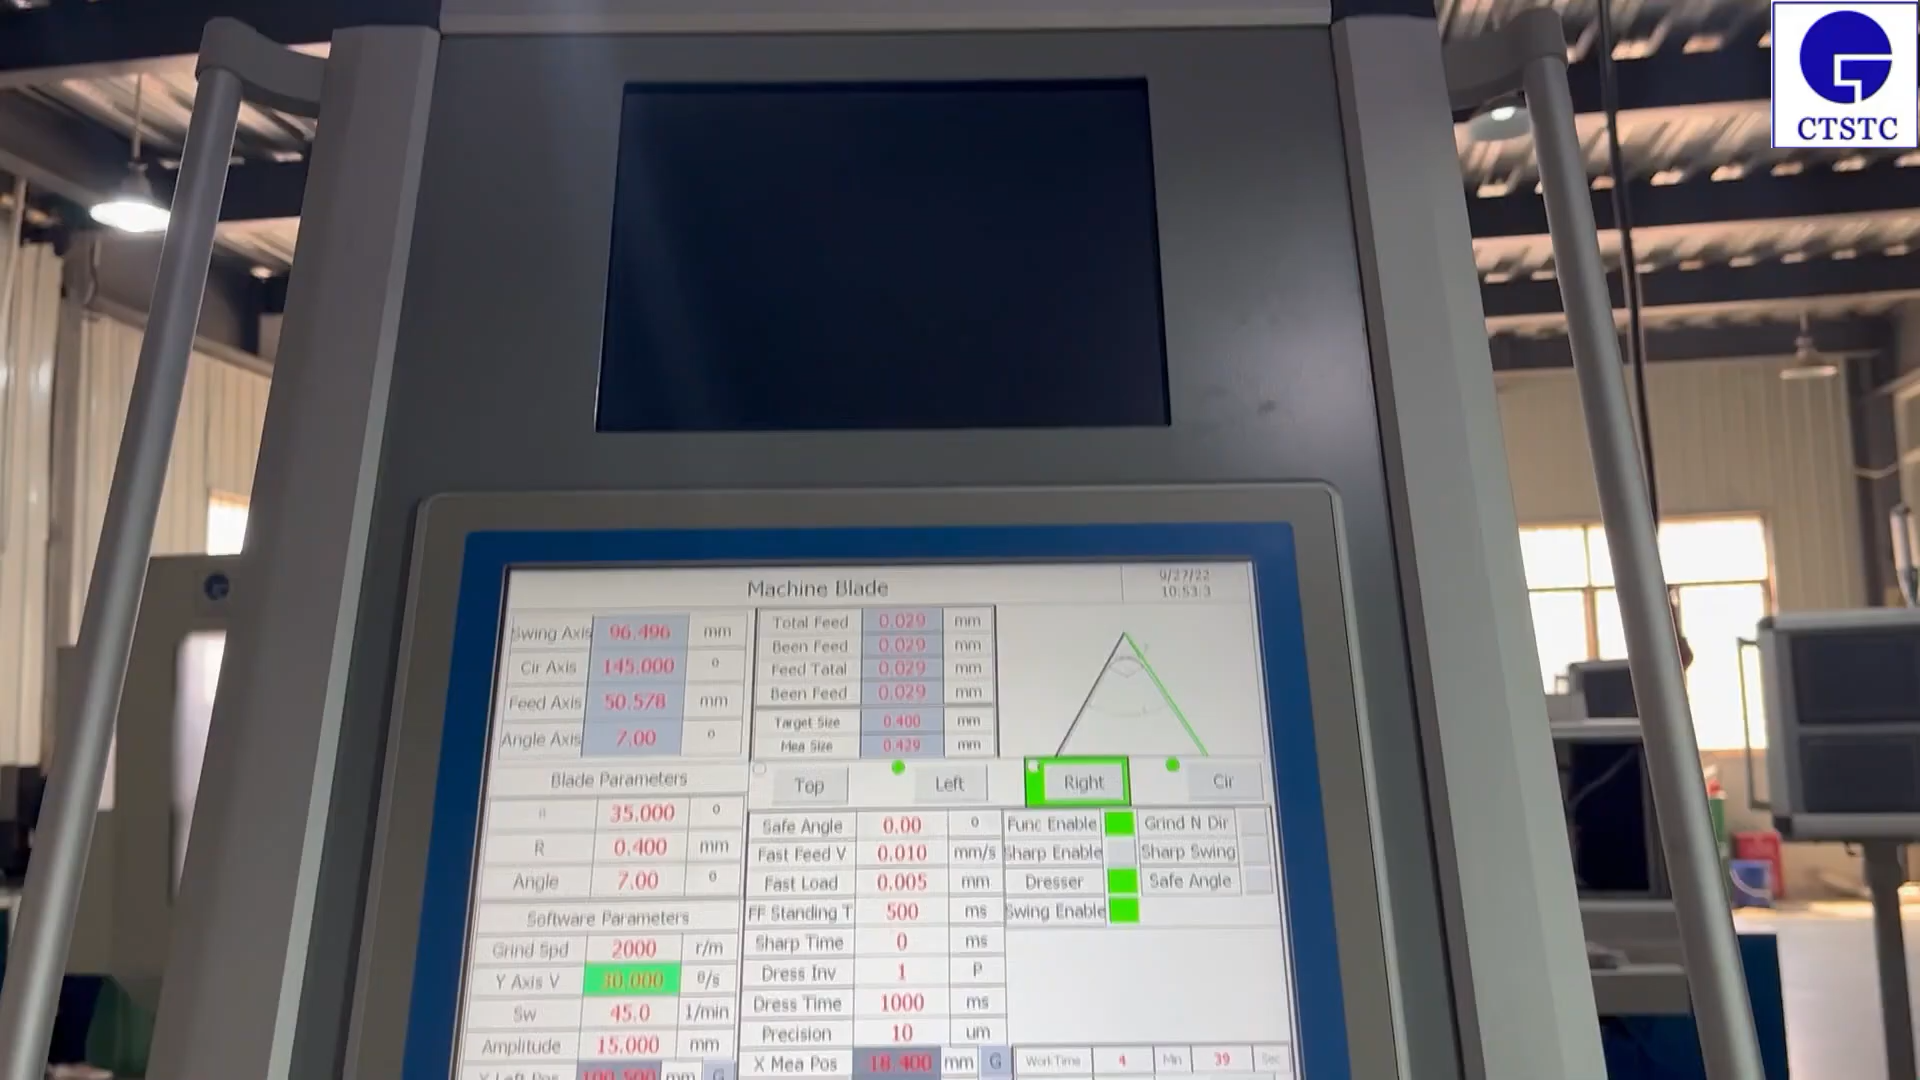 CTSTC
Machine Blade
9/27/22
10:53:3
Swing Axis 96.496 mm
Cir Axis 145.000 °
Feed Axis 50.578 mm
Angle Axis 7.00 °
Total Feed 0.029 mm
Been Feed 0.029 mm
Feed Tatal 0.029 mm
Been Feed 0.029 mm
Target Size 0.400 mm
Mea Size 0.429 mm
Top Left Right Cir
Blade Parameters
35.000 °
R 0.400 mm
Angle 7.00 °
Software Parameters
Grind Spd 2000 r/m
Y Axis V 30.000 θ/s
Sw 45.0 1/min
Amplitude 15.000 mm
X Left Pos 100.500 mm G
Safe Angle 0.00 °
Fast Feed V 0.010 mm/s
Fast Load 0.005 mm
FF Standing T 500 ms
Sharp Time 0 ms
Dress Inv 1 P
Dress Time 1000 ms
Precision 10 um
X Mea Pos 18.400 mm G
Func Enable Grind N Dir
Sharp Enable Sharp Swing
Dresser Safe Angle
Swing Enable
Work Time 4 Min 39 Sec